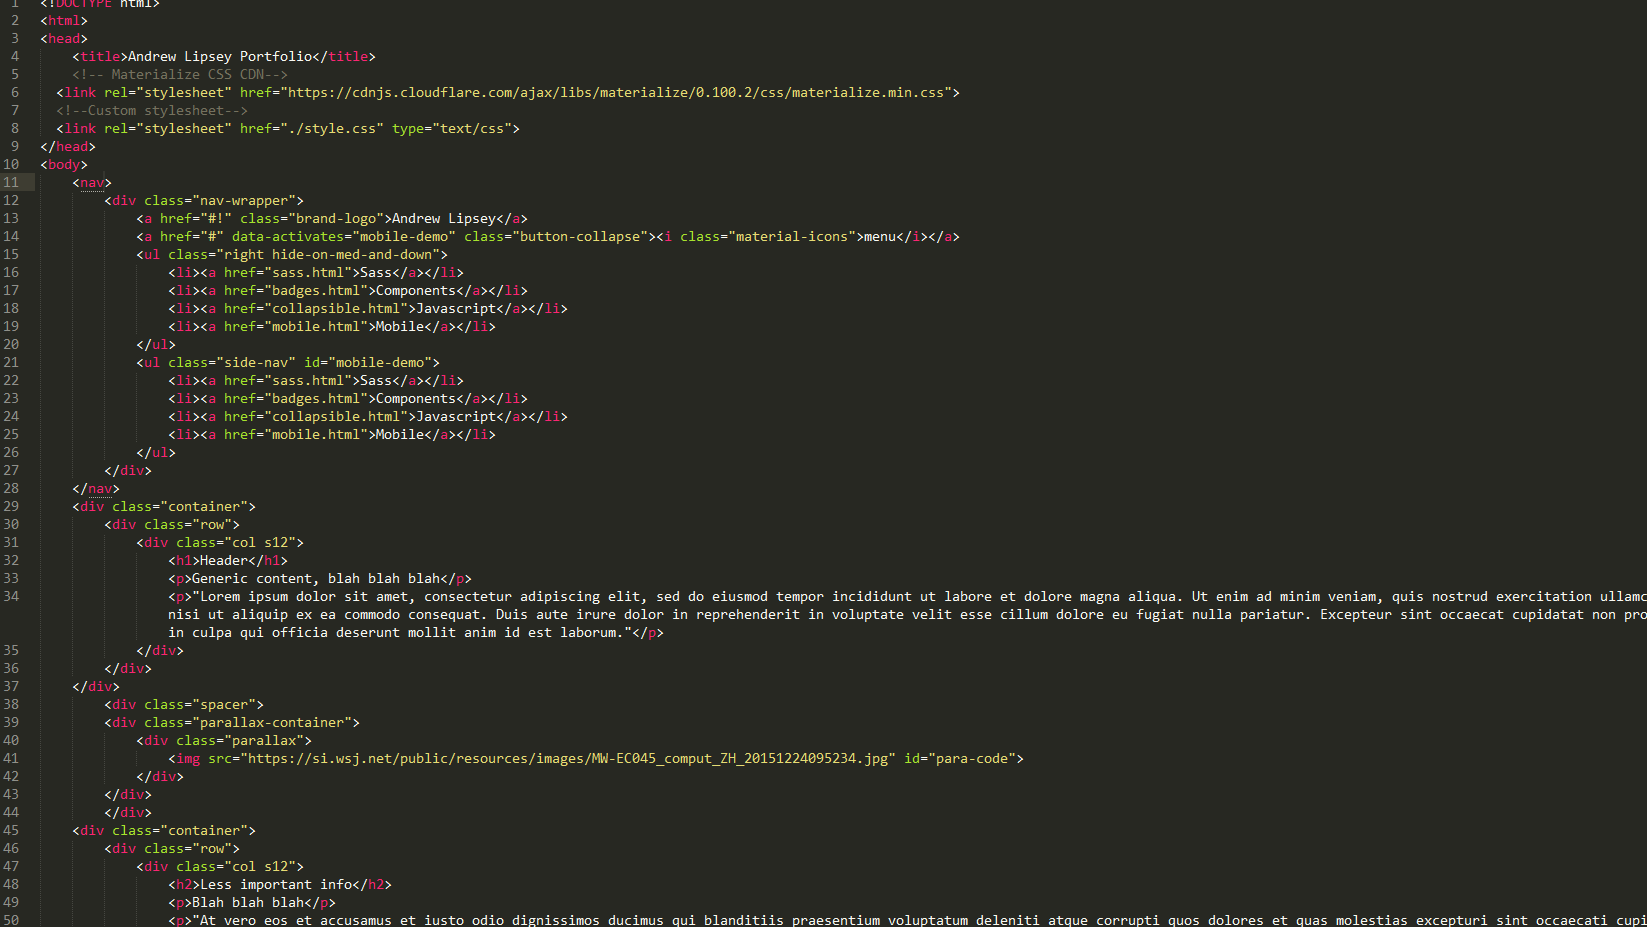 1 <!DOCTYPE html>
2 <html>
3 <head>
4 <title>Andrew Lipsey Portfolio</title>
5 <!-- Materialize CSS CDN-->
6 <link rel="stylesheet" href="https://cdnjs.cloudflare.com/ajax/libs/materialize/0.100.2/css/materialize.min.css">
7 <!--Custom stylesheet-->
8 <link rel="stylesheet" href="./style.css" type="text/css">
9 </head>
10 <body>
11 <nav>
12 <div class="nav-wrapper">
13 <a href="#!" class="brand-logo">Andrew Lipsey</a>
14 <a href="#" data-activates="mobile-demo" class="button-collapse"><i class="material-icons">menu</i></a>
15 <ul class="right hide-on-med-and-down">
16 <li><a href="sass.html">Sass</a></li>
17 <li><a href="badges.html">Components</a></li>
18 <li><a href="collapsible.html">Javascript</a></li>
19 <li><a href="mobile.html">Mobile</a></li>
20 </ul>
21 <ul class="side-nav" id="mobile-demo">
22 <li><a href="sass.html">Sass</a></li>
23 <li><a href="badges.html">Components</a></li>
24 <li><a href="collapsible.html">Javascript</a></li>
25 <li><a href="mobile.html">Mobile</a></li>
26 </ul>
27 </div>
28 </nav>
29 <div class="container">
30 <div class="row">
31 <div class="col s12">
32 <h1>Header</h1>
33 <p>Generic content, blah blah blah</p>
34 <p>"Lorem ipsum dolor sit amet, consectetur adipiscing elit, sed do eiusmod tempor incididunt ut labore et dolore magna aliqua. Ut enim ad minim veniam, quis nostrud exercitation ullamc
nisi ut aliquip ex ea commodo consequat. Duis aute irure dolor in reprehenderit in voluptate velit esse cillum dolore eu fugiat nulla pariatur. Excepteur sint occaecat cupidatat non pro
in culpa qui officia deserunt mollit anim id est laborum."</p>
35 </div>
36 </div>
37 </div>
38 <div class="spacer">
39 <div class="parallax-container">
40 <div class="parallax">
41 <img src="https://si.wsj.net/public/resources/images/MW-EC045_comput_ZH_20151224095234.jpg" id="para-code">
42 </div>
43 </div>
44 </div>
45 <div class="container">
46 <div class="row">
47 <div class="col s12">
48 <h2>Less important info</h2>
49 <p>Blah blah blah</p>
50 <p>"At vero eos et accusamus et iusto odio dignissimos ducimus qui blanditiis praesentium voluptatum deleniti atque corrupti quos dolores et quas molestias excepturi sint occaecati cupi